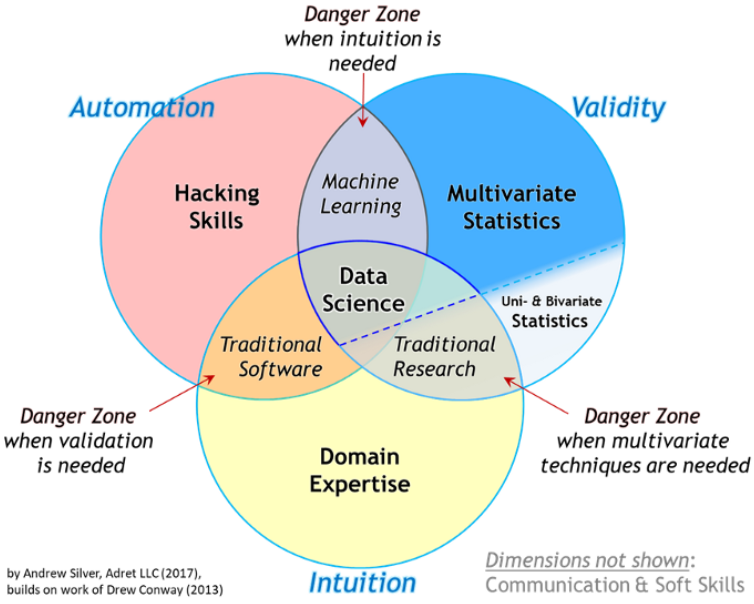 Danger Zone
when intuition is
needed
Automation
Validity
Hacking
Skills
Machine
Learning
Multivariate
Statistics
Data
Science
Uni- & Bivariate
Statistics
Traditional
Software
Traditional
Research
Danger Zone
when validation
is needed
Danger Zone
when multivariate
techniques are needed
Domain
Expertise
by Andrew Silver, Adret LLC (2017),
builds on work of Drew Conway (2013)
Intuition
Dimensions not shown:
Communication & Soft Skills